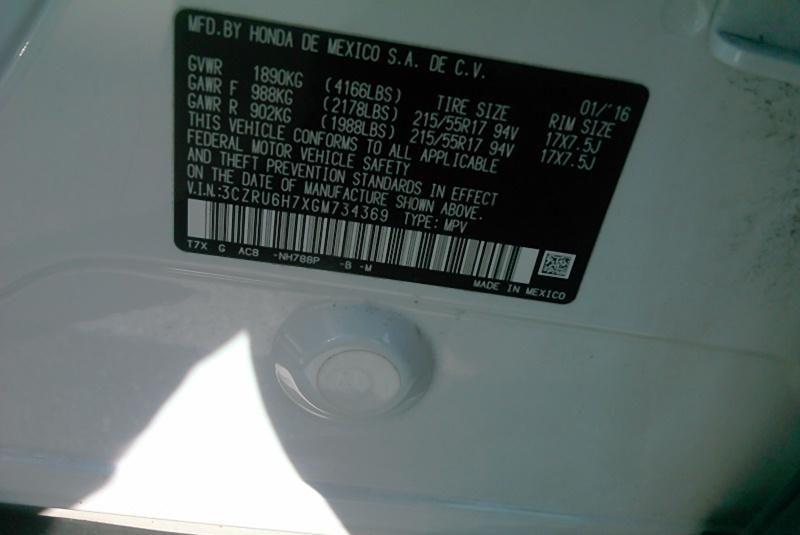 MFD.BY HONDA DE MEXICO S.A. DE C.V.
01/'16
GVWR 1890KG (4166LBS) TIRE SIZE RIM SIZE
GAWR F 988KG (2178LBS) 215/55R17 94V 17X7.5J
GAWR R 902KG (1988LBS) 215/55R17 94V 17X7.5J
THIS VEHICLE CONFORMS TO ALL APPLICABLE
FEDERAL MOTOR VEHICLE SAFETY
AND THEFT PREVENTION STANDARDS IN EFFECT
ON THE DATE OF MANUFACTURE SHOWN ABOVE.
V.I.N.:3CZRU6H7XGM734369 TYPE: MPV
T7X G AC8 -NH788P -B -M
MADE IN MEXICO